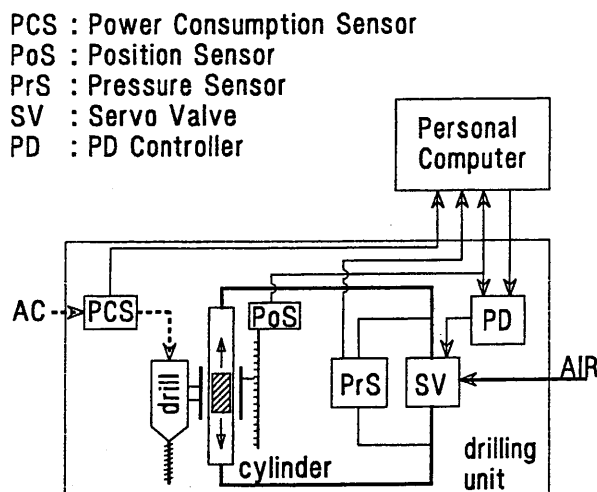 PCS : Power Consumption Sensor
PoS : Position Sensor
PrS : Pressure Sensor
SV : Servo Valve
PD : PD Controller
Personal
Computer
AC
PCS
PoS
PD
drill
PrS
SV
AIR
cylinder
drilling
unit